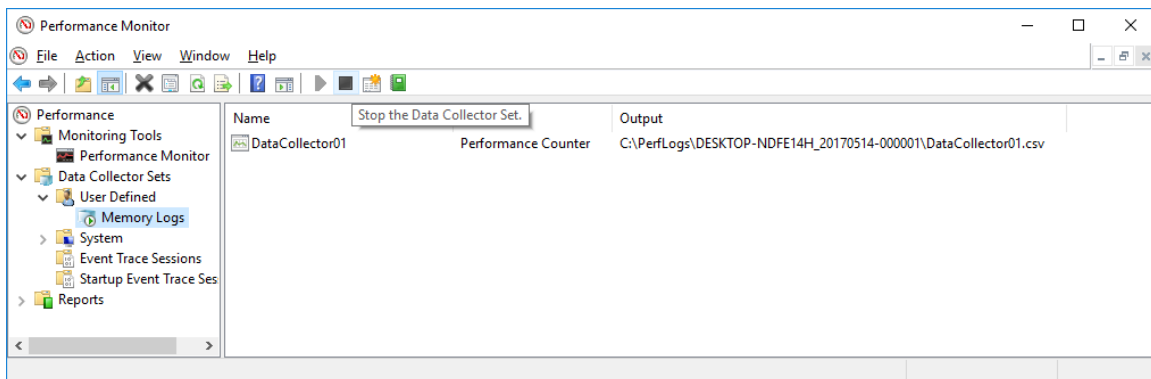 Performance Monitor
File Action View Window Help
Stop the Data Collector Set.
Performance
Monitoring Tools
Performance Monitor
Data Collector Sets
User Defined
Memory Logs
System
Event Trace Sessions
Startup Event Trace Ses
Reports
Name Output
DataCollector01 Performance Counter C:\PerfLogs\DESKTOP-NDFE14H_20170514-000001\DataCollector01.csv